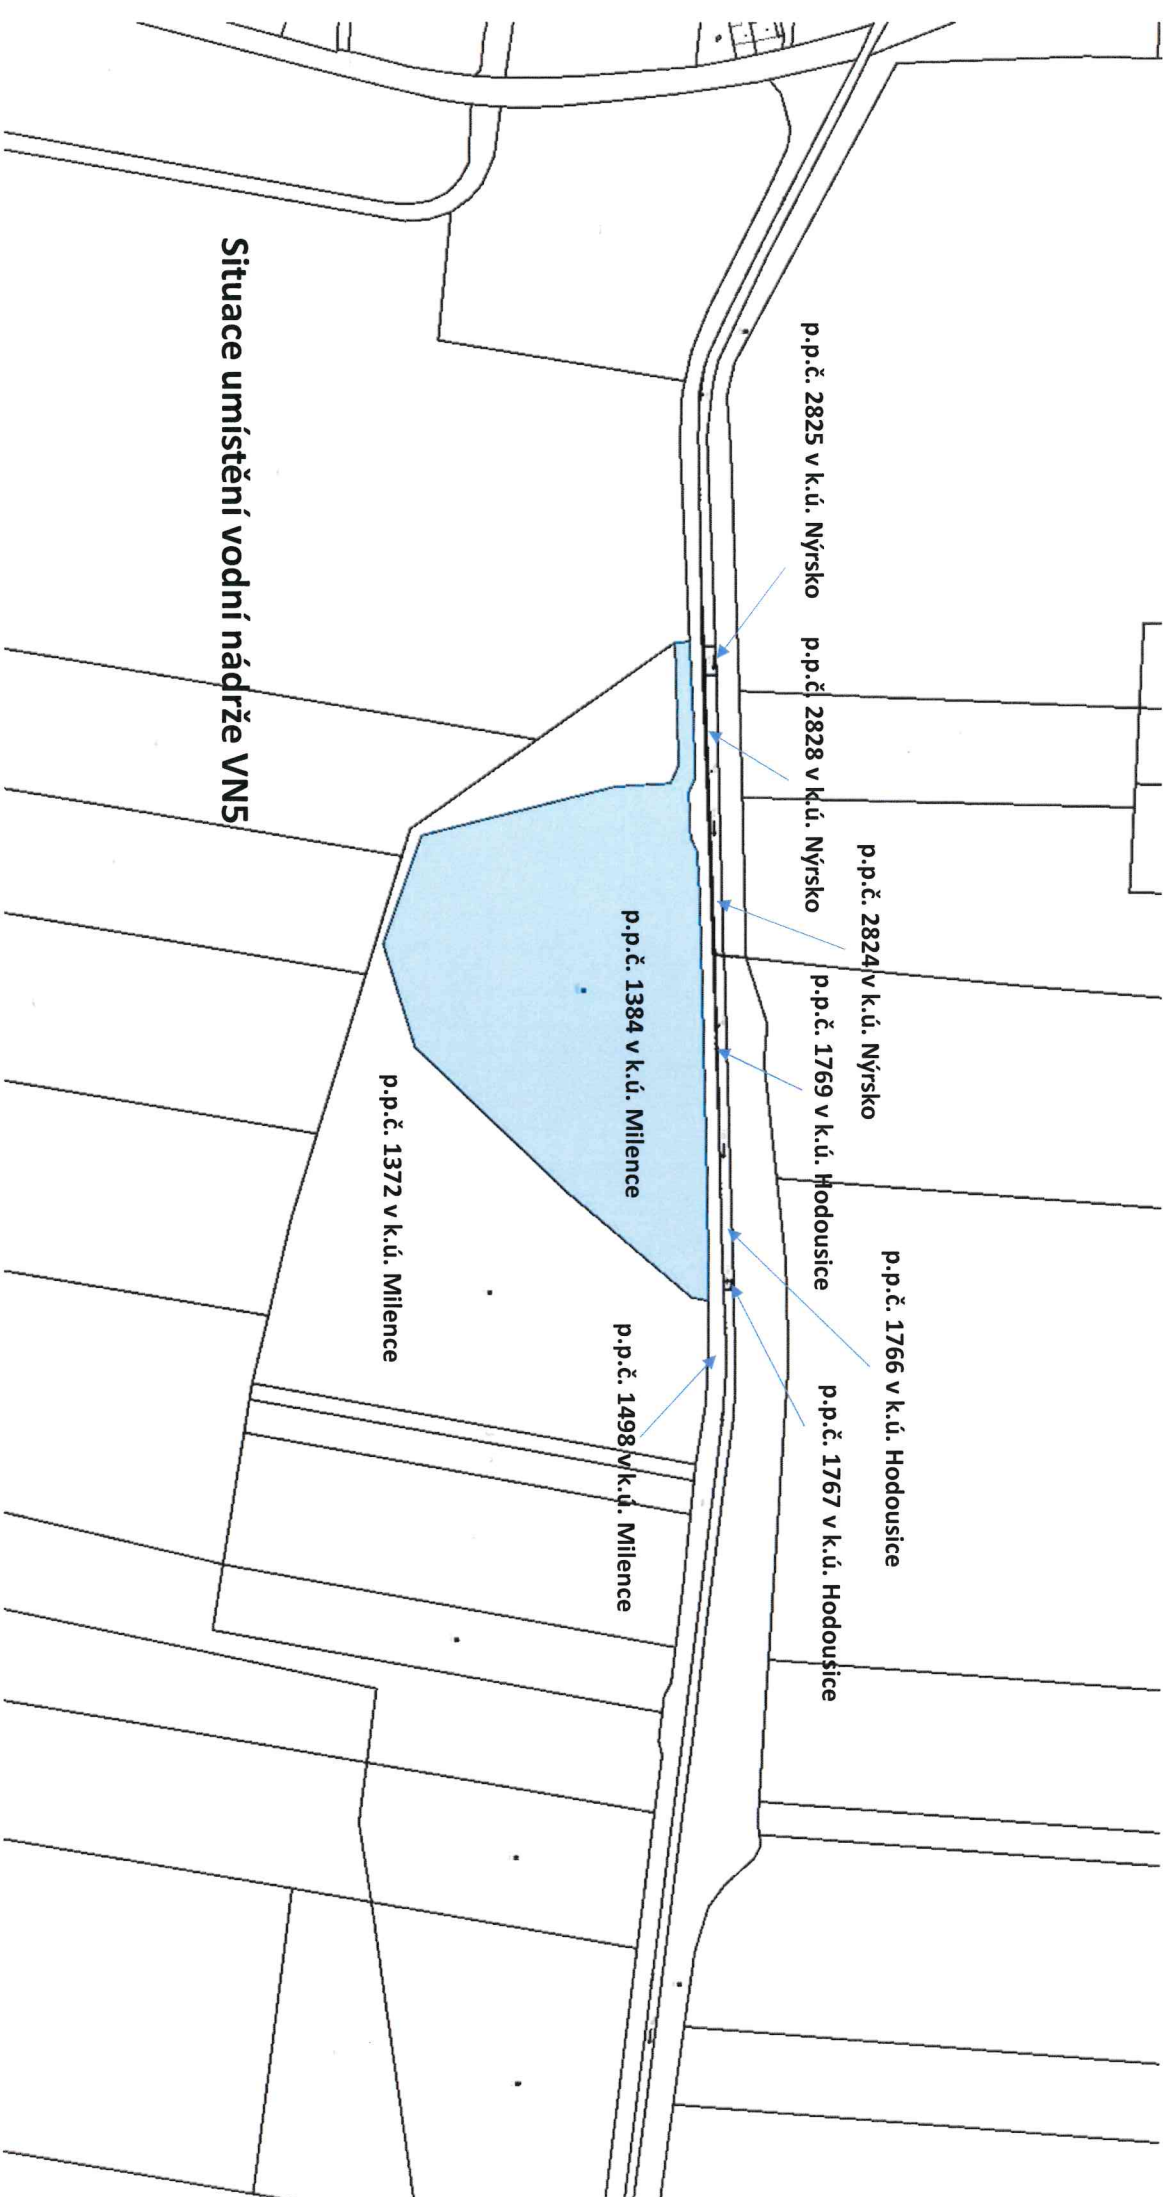 p.p.č. 1766 v k.ú. Hodousice
p.p.č. 2824 v k.ú. Nýrsko
p.p.č. 2825 v k.ú. Nýrsko
p.p.č. 2828 v k.ú. Nýrsko
p.p.č. 1769 v k.ú. Hodousice
p.p.č. 1767 v k.ú. Hodousice
p.p.č. 1384 v k.ú. Milence
p.p.č. 1498 v k.ú. Milence
p.p.č. 1372 v k.ú. Milence
Situace umístění vodní nádrže VN5